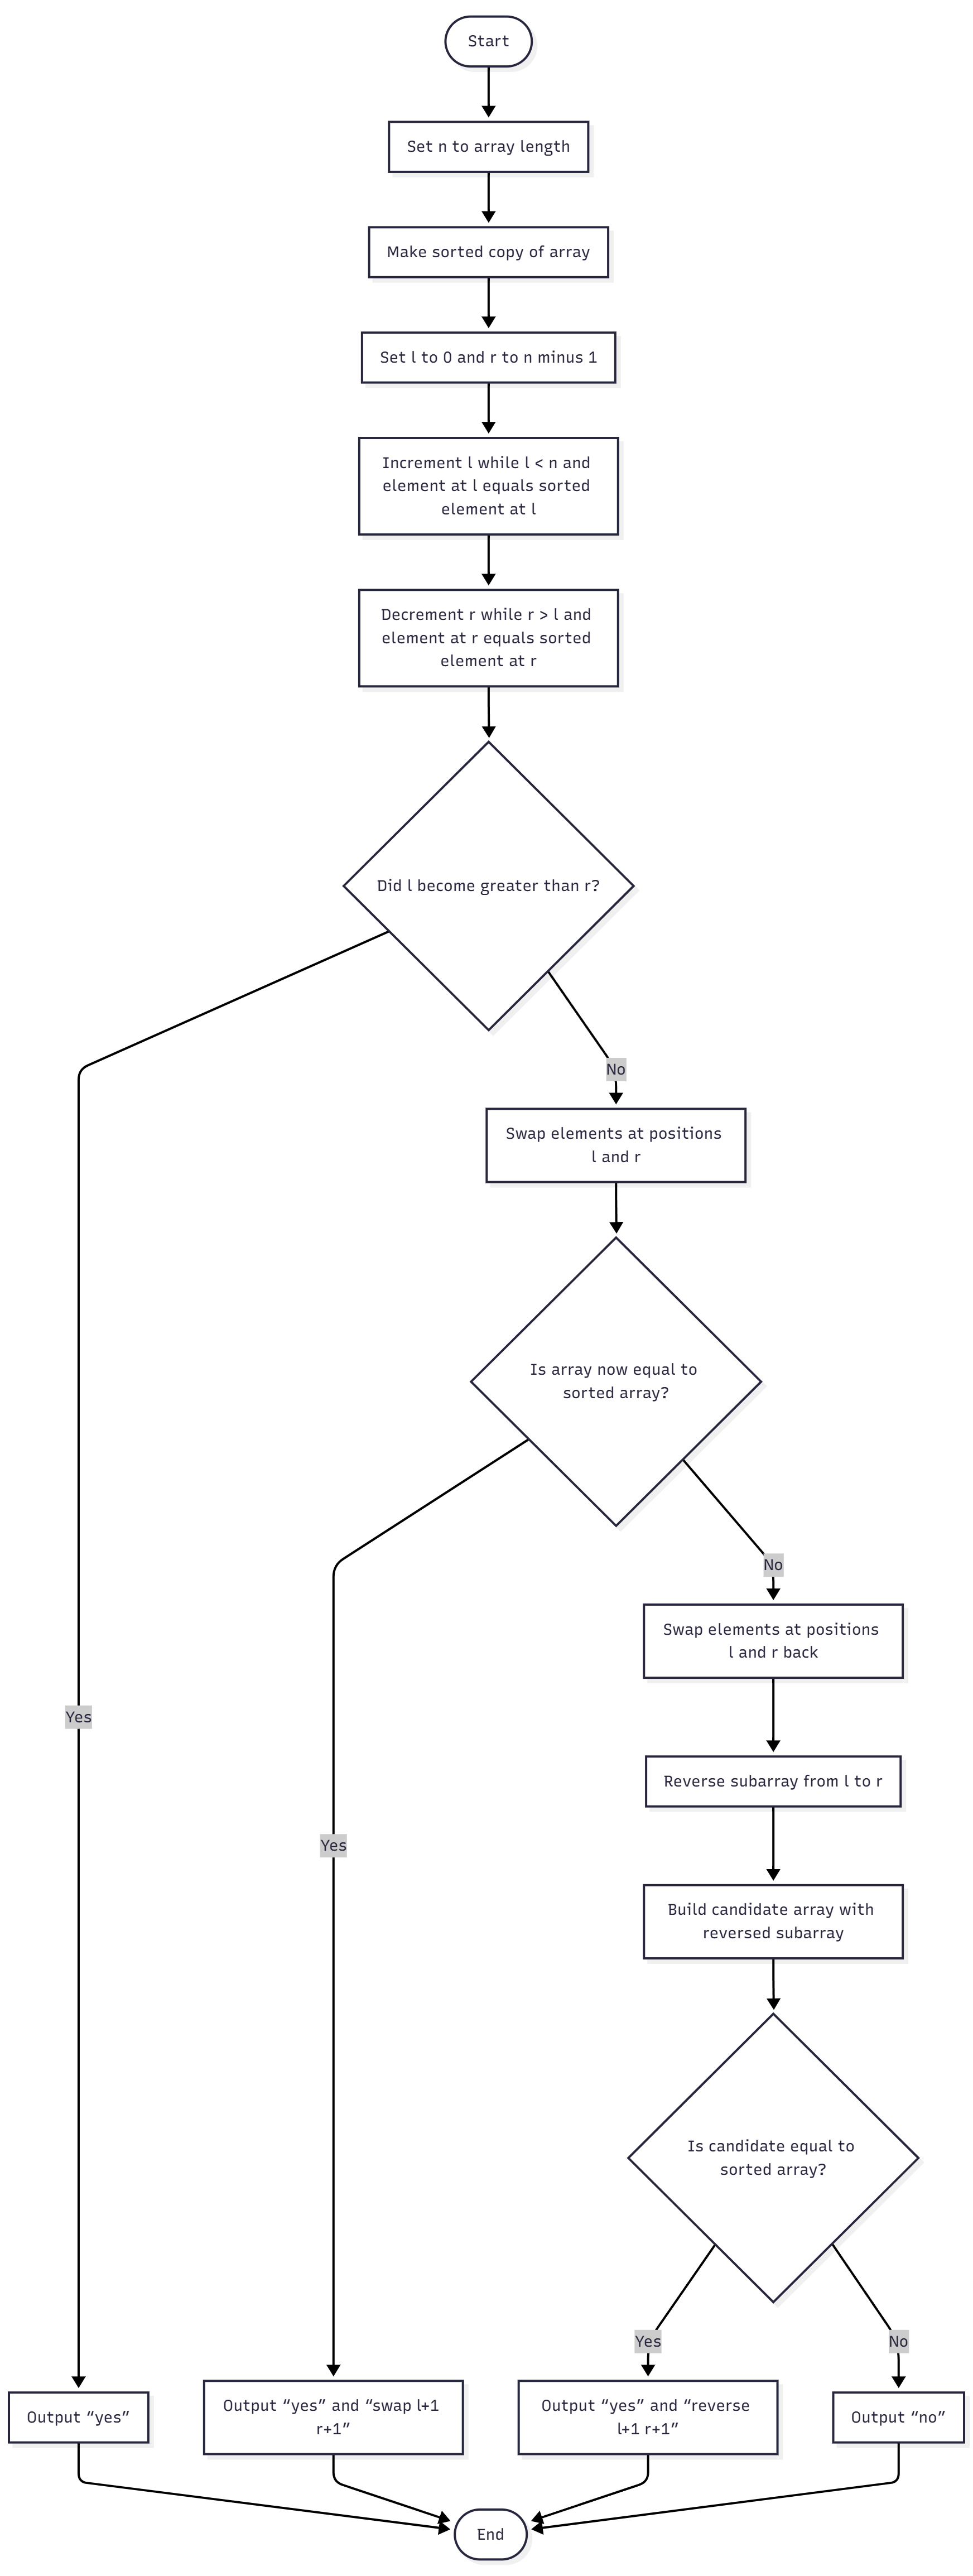 Start
Set n to array length
Make sorted copy of array
Set l to 0 and r to n minus 1
Increment l while l < n and
element at l equals sorted
element at l
Decrement r while r > l and
element at r equals sorted
element at r
Did l become greater than r?
No
Swap elements at positions
l and r
Is array now equal to
sorted array?
No
Swap elements at positions
l and r back
Yes
Reverse subarray from l to r
Yes
Build candidate array with
reversed subarray
Is candidate equal to
sorted array?
Yes
No
Output “yes”
Output “yes” and “swap l+1
r+1”
Output “yes” and “reverse
l+1 r+1”
Output “no”
End